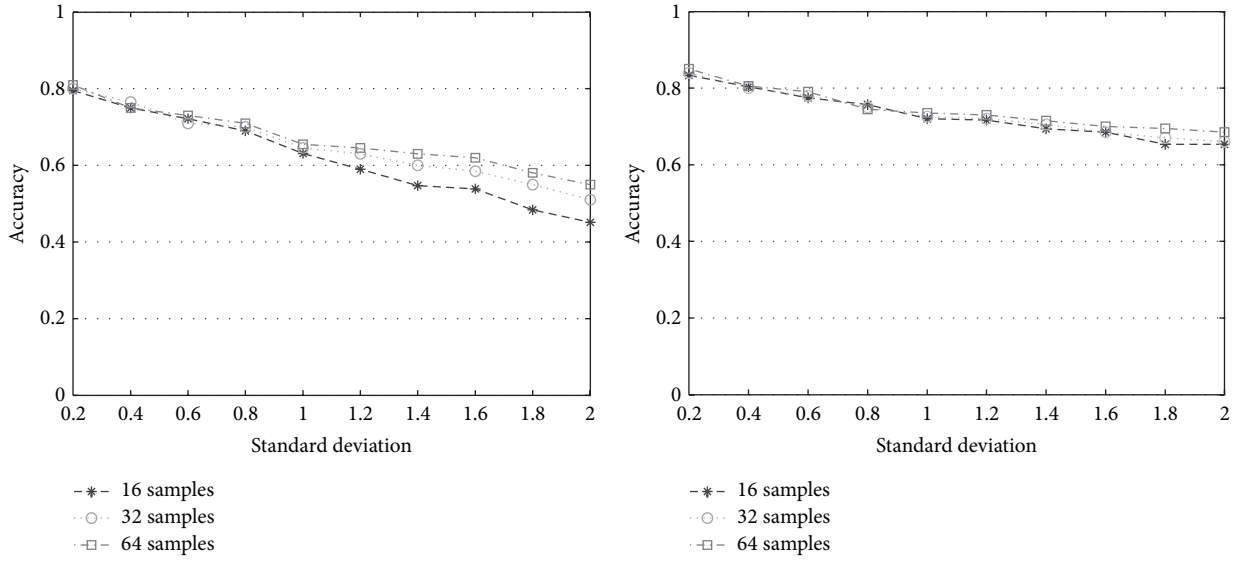 1
0.8
0.6
0.4
0.2
0
Accuracy
0.2 0.4 0.6 0.8 1 1.2 1.4 1.6 1.8 2
Standard deviation
16 samples
32 samples
64 samples
1
0.8
0.6
0.4
0.2
0
Accuracy
0.2 0.4 0.6 0.8 1 1.2 1.4 1.6 1.8 2
Standard deviation
16 samples
32 samples
64 samples